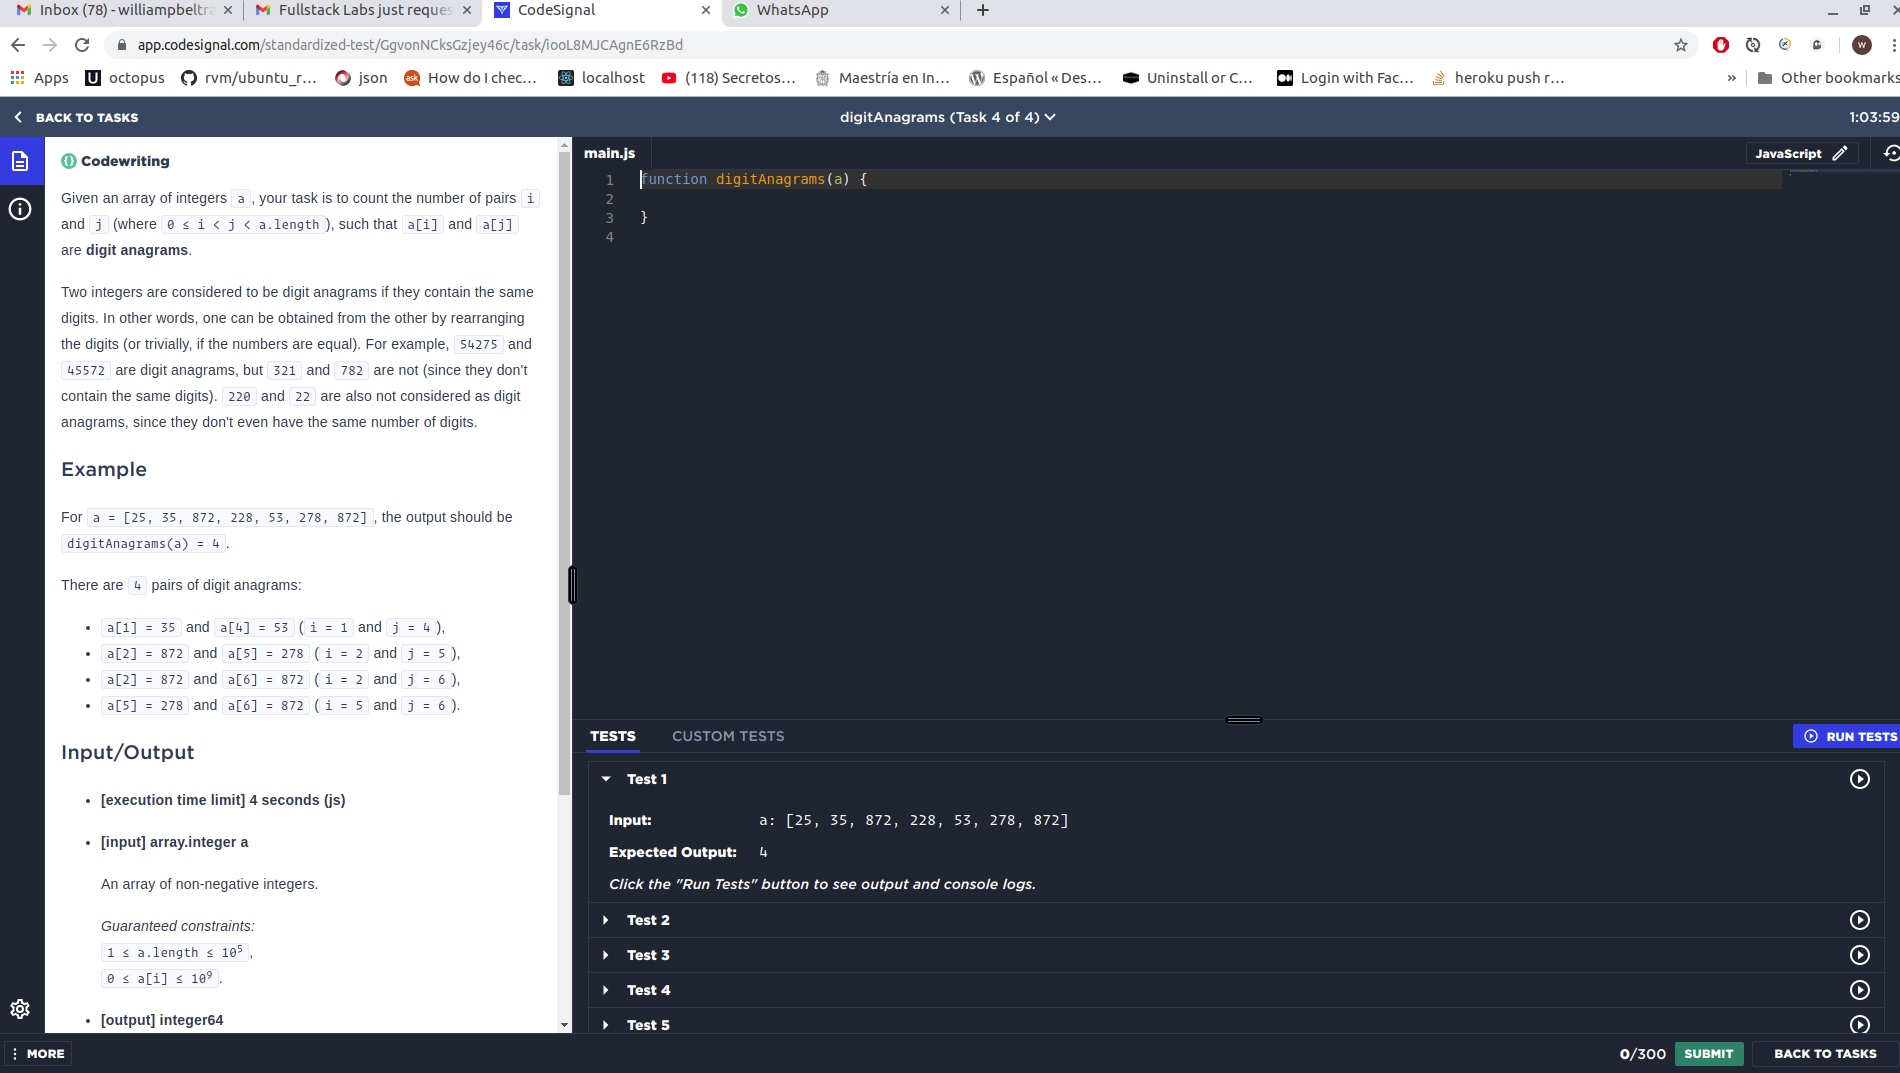 Inbox (78) - williampbeltra
Fullstack Labs just reques
CodeSignal
WhatsApp
app.codesignal.com/standardized-test/GgvonNCksGzjey46c/task/iooL8MJCAgnE6RzBd
W
Apps
octopus
rvm/ubuntu_r...
json
ask
How do I chec...
localhost
(118) Secretos...
Maestría en In...
Español « Des...
Uninstall or C...
Login with Fac...
heroku push r...
»
Other bookmarks
BACK TO TASKS
digitAnagrams (Task 4 of 4)
1:03:59
Codewriting
Given an array of integers a , your task is to count the number of pairs i
and j (where 0 ≤ i < j < a.length ), such that a[i] and a[j]
are digit anagrams.
Two integers are considered to be digit anagrams if they contain the same
digits. In other words, one can be obtained from the other by rearranging
the digits (or trivially, if the numbers are equal). For example, 54275 and
45572 are digit anagrams, but 321 and 782 are not (since they don't
contain the same digits). 220 and 22 are also not considered as digit
anagrams, since they don't even have the same number of digits.
Example
For a = [25, 35, 872, 228, 53, 278, 872] , the output should be
digitAnagrams(a) = 4 .
There are 4 pairs of digit anagrams:
• a[1] = 35 and a[4] = 53 ( i = 1 and j = 4 ),
• a[2] = 872 and a[5] = 278 ( i = 2 and j = 5 ),
• a[2] = 872 and a[6] = 872 ( i = 2 and j = 6 ),
• a[5] = 278 and a[6] = 872 ( i = 5 and j = 6 ).
Input/Output
• [execution time limit] 4 seconds (js)
• [input] array.integer a
An array of non-negative integers.
Guaranteed constraints:
1 ≤ a.length ≤ 10⁵ ,
0 ≤ a[i] ≤ 10⁹ .
• [output] integer64
MORE
main.js
JavaScript
1 function digitAnagrams(a) {
2
3 }
4
TESTS
CUSTOM TESTS
RUN TESTS
Test 1
Input: a: [25, 35, 872, 228, 53, 278, 872]
Expected Output: 4
Click the "Run Tests" button to see output and console logs.
Test 2
Test 3
Test 4
Test 5
0/300
SUBMIT
BACK TO TASKS